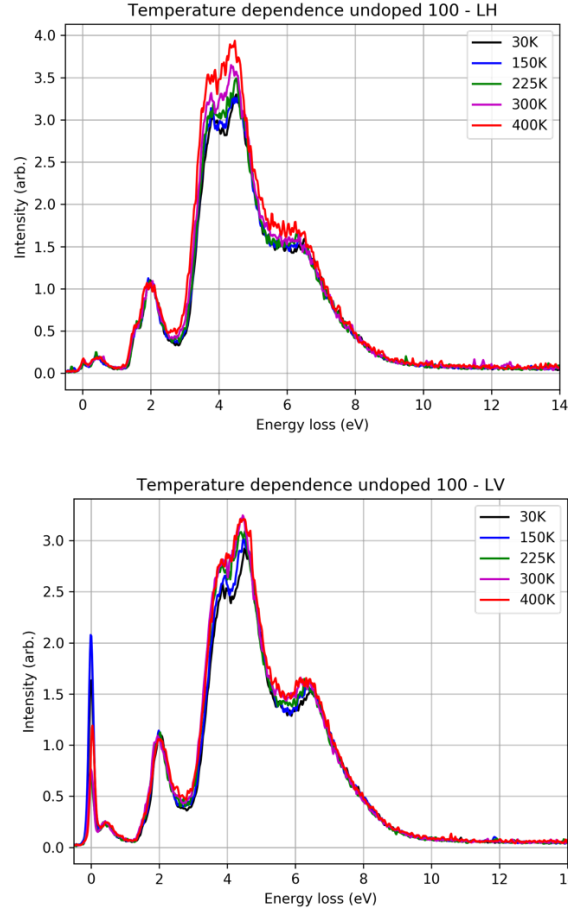 Temperature dependence undoped 100 - LH
4.0
3.5
3.0
2.5
2.0
1.5
1.0
0.5
0.0
Intensity (arb.)
30K
150K
225K
300K
400K
0 2 4 6 8 10 12 14
Energy loss (eV)
Temperature dependence undoped 100 - LV
3.0
2.5
2.0
1.5
1.0
0.5
0.0
Intensity (arb.)
30K
150K
225K
300K
400K
0 2 4 6 8 10 12 14
Energy loss (eV)